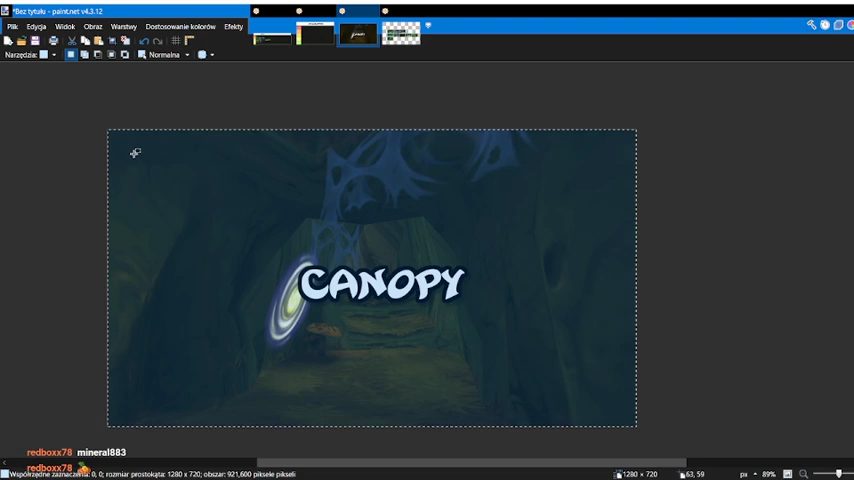 *Bez tytułu - paint.net v4.3.12
Plik Edycja Widok Obraz Warstwy Dostosowanie kolorów Efekty
Narzędzia: Normalna
CANOPY
redboxx78 mineral883
redboxx78
Współrzędne zaznaczenia: 0, 0; rozmiar prostokąta: 1280 x 720; obszar: 921,600 piksele pikseli
1280 × 720 63, 59 px 89%